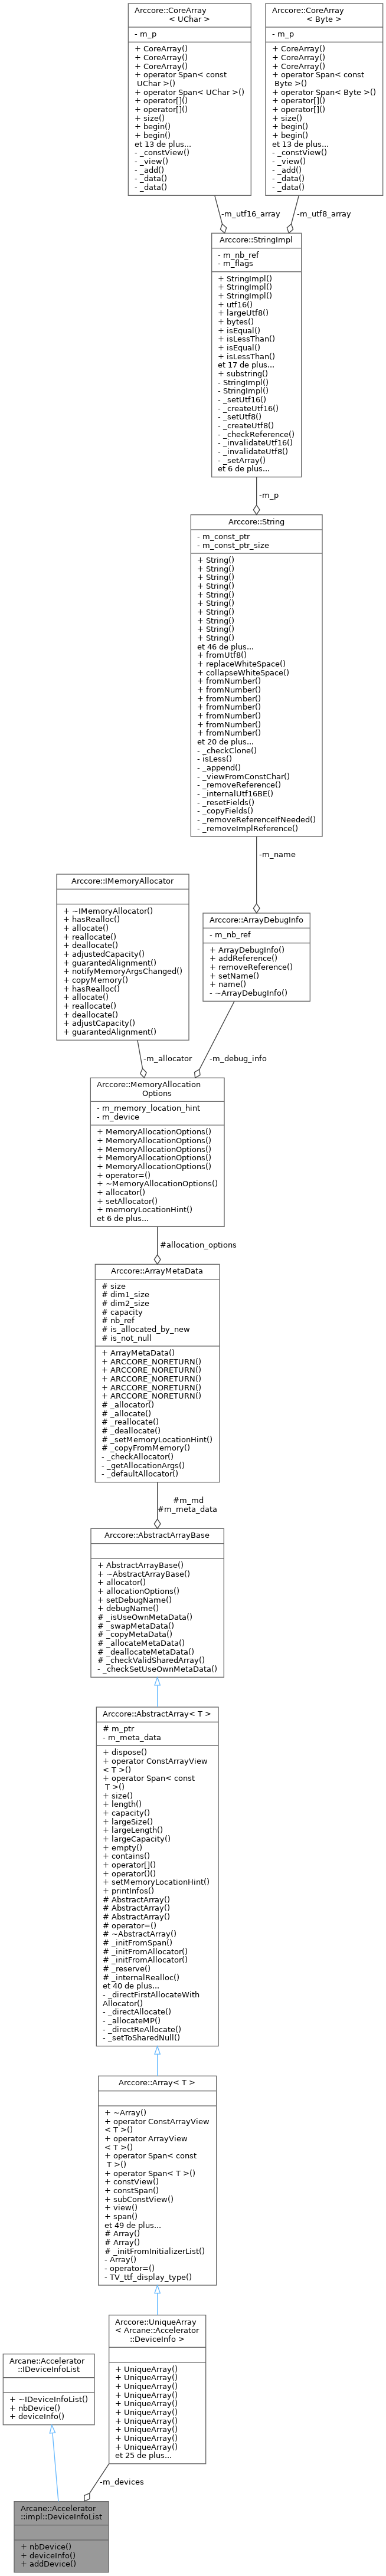 Arccore::CoreArray
< UChar >
- m_p
+ CoreArray()
+ CoreArray()
+ CoreArray()
+ operator Span< const
UChar >()
+ operator Span< UChar >()
+ operator[]()
+ operator[]()
+ size()
+ begin()
+ begin()
et 13 de plus...
- _constView()
- _view()
- _add()
- _data()
- _data()
Arccore::CoreArray
< Byte >
- m_p
+ CoreArray()
+ CoreArray()
+ CoreArray()
+ operator Span< const
Byte >()
+ operator Span< Byte >()
+ operator[]()
+ operator[]()
+ size()
+ begin()
+ begin()
et 13 de plus...
- _constView()
- _view()
- _add()
- _data()
- _data()
-m_utf16_array
-m_utf8_array
Arccore::StringImpl
- m_nb_ref
- m_flags
+ StringImpl()
+ StringImpl()
+ StringImpl()
+ utf16()
+ largeUtf8()
+ bytes()
+ isEqual()
+ isLessThan()
+ isEqual()
+ isLessThan()
et 17 de plus...
+ substring()
- StringImpl()
- StringImpl()
- _setUtf16()
- _createUtf16()
- _setUtf8()
- _createUtf8()
- _checkReference()
- _invalidateUtf16()
- _invalidateUtf8()
- _setArray()
et 6 de plus...
-m_p
Arccore::String
- m_const_ptr
- m_const_ptr_size
+ String()
+ String()
+ String()
+ String()
+ String()
+ String()
+ String()
+ String()
+ String()
+ String()
et 46 de plus...
+ fromUtf8()
+ replaceWhiteSpace()
+ collapseWhiteSpace()
+ fromNumber()
+ fromNumber()
+ fromNumber()
+ fromNumber()
+ fromNumber()
+ fromNumber()
+ fromNumber()
et 20 de plus...
- _checkClone()
- isLess()
- _append()
- _viewFromConstChar()
- _removeReference()
- _internalUtf16BE()
- _resetFields()
- _copyFields()
- _removeReferenceIfNeeded()
- _removeImplReference()
-m_name
Arccore::IMemoryAllocator
+ ~IMemoryAllocator()
+ hasRealloc()
+ allocate()
+ reallocate()
+ deallocate()
+ adjustedCapacity()
+ guarantedAlignment()
+ notifyMemoryArgsChanged()
+ copyMemory()
+ hasRealloc()
+ allocate()
+ reallocate()
+ deallocate()
+ adjustCapacity()
+ guarantedAlignment()
Arccore::ArrayDebugInfo
- m_nb_ref
+ ArrayDebugInfo()
+ addReference()
+ removeReference()
+ setName()
+ name()
- ~ArrayDebugInfo()
-m_allocator
-m_debug_info
Arccore::MemoryAllocation
Options
- m_memory_location_hint
- m_device
+ MemoryAllocationOptions()
+ MemoryAllocationOptions()
+ MemoryAllocationOptions()
+ MemoryAllocationOptions()
+ MemoryAllocationOptions()
+ operator=()
+ ~MemoryAllocationOptions()
+ allocator()
+ setAllocator()
+ memoryLocationHint()
et 6 de plus...
#allocation_options
Arccore::ArrayMetaData
# size
# dim1_size
# dim2_size
# capacity
# nb_ref
# is_allocated_by_new
# is_not_null
+ ArrayMetaData()
+ ARCCORE_NORETURN()
+ ARCCORE_NORETURN()
+ ARCCORE_NORETURN()
+ ARCCORE_NORETURN()
+ ARCCORE_NORETURN()
# _allocator()
# _allocate()
# _reallocate()
# _deallocate()
# _setMemoryLocationHint()
# _copyFromMemory()
- _checkAllocator()
- _getAllocationArgs()
- _defaultAllocator()
#m_md
#m_meta_data
Arccore::AbstractArrayBase
+ AbstractArrayBase()
+ ~AbstractArrayBase()
+ allocator()
+ allocationOptions()
+ setDebugName()
+ debugName()
# _isUseOwnMetaData()
# _swapMetaData()
# _copyMetaData()
# _allocateMetaData()
# _deallocateMetaData()
# _checkValidSharedArray()
- _checkSetUseOwnMetaData()
Arccore::AbstractArray< T >
# m_ptr
- m_meta_data
+ dispose()
+ operator ConstArrayView
< T >()
+ operator Span< const
T >()
+ size()
+ length()
+ capacity()
+ largeSize()
+ largeLength()
+ largeCapacity()
+ empty()
+ contains()
+ operator[]()
+ operator()()
+ setMemoryLocationHint()
+ printInfos()
# AbstractArray()
# AbstractArray()
# AbstractArray()
# operator=()
# ~AbstractArray()
# _initFromSpan()
# _initFromAllocator()
# _initFromAllocator()
# _reserve()
# _internalRealloc()
et 40 de plus...
- _directFirstAllocateWith
Allocator()
- _directAllocate()
- _allocateMP()
- _directReAllocate()
- _setToSharedNull()
Arccore::Array< T >
+ ~Array()
+ operator ConstArrayView
< T >()
+ operator ArrayView
< T >()
+ operator Span< const
T >()
+ operator Span< T >()
+ constView()
+ constSpan()
+ subConstView()
+ view()
+ span()
et 49 de plus...
# Array()
# Array()
# _initFromInitializerList()
- Array()
- operator=()
- TV_ttf_display_type()
Arccore::UniqueArray
< Arcane::Accelerator
::DeviceInfo >
+ UniqueArray()
+ UniqueArray()
+ UniqueArray()
+ UniqueArray()
+ UniqueArray()
+ UniqueArray()
+ UniqueArray()
+ UniqueArray()
+ UniqueArray()
+ UniqueArray()
et 25 de plus...
Arcane::Accelerator
::IDeviceInfoList
+ ~IDeviceInfoList()
+ nbDevice()
+ deviceInfo()
-m_devices
Arcane::Accelerator
::impl::DeviceInfoList
+ nbDevice()
+ deviceInfo()
+ addDevice()